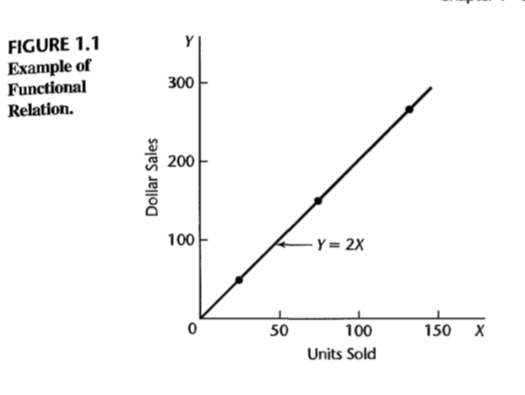 FIGURE 1.1
Example of
Functional
Relation.
Y
300
200
100
0
Dollar Sales
Y = 2X
50
100
150
X
Units Sold